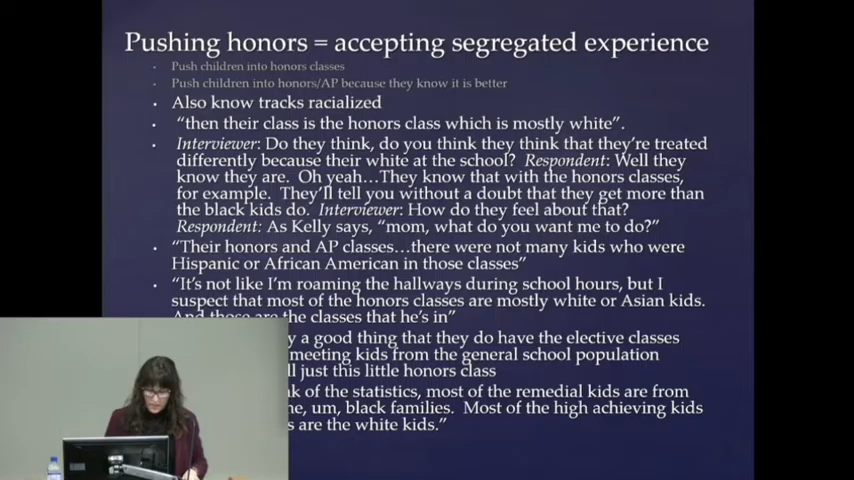 Pushing honors = accepting segregated experience
Push children into honors classes
Push children into honors/AP because they know it is better
Also know tracks racialized
"then their class is the honors class which is mostly white".
Interviewer: Do they think, do you think they think that they're treated
differently because their white at the school? Respondent: Well they
know they are. Oh yeah…They know that with the honors classes,
for example. They'll tell you without a doubt that they get more than
the black kids do. Interviewer: How do they feel about that?
Respondent: As Kelly says, "mom, what do you want me to do?"
"Their honors and AP classes…there were not many kids who were
Hispanic or African American in those classes"
"It's not like I'm roaming the hallways during school hours, but I
suspect that most of the honors classes are mostly white or Asian kids.
And those are the classes that he's in"
a good thing that they do have the elective classes
meeting kids from the general school population
just this little honors class
of the statistics, most of the remedial kids are from
um, black families. Most of the high achieving kids
are the white kids."